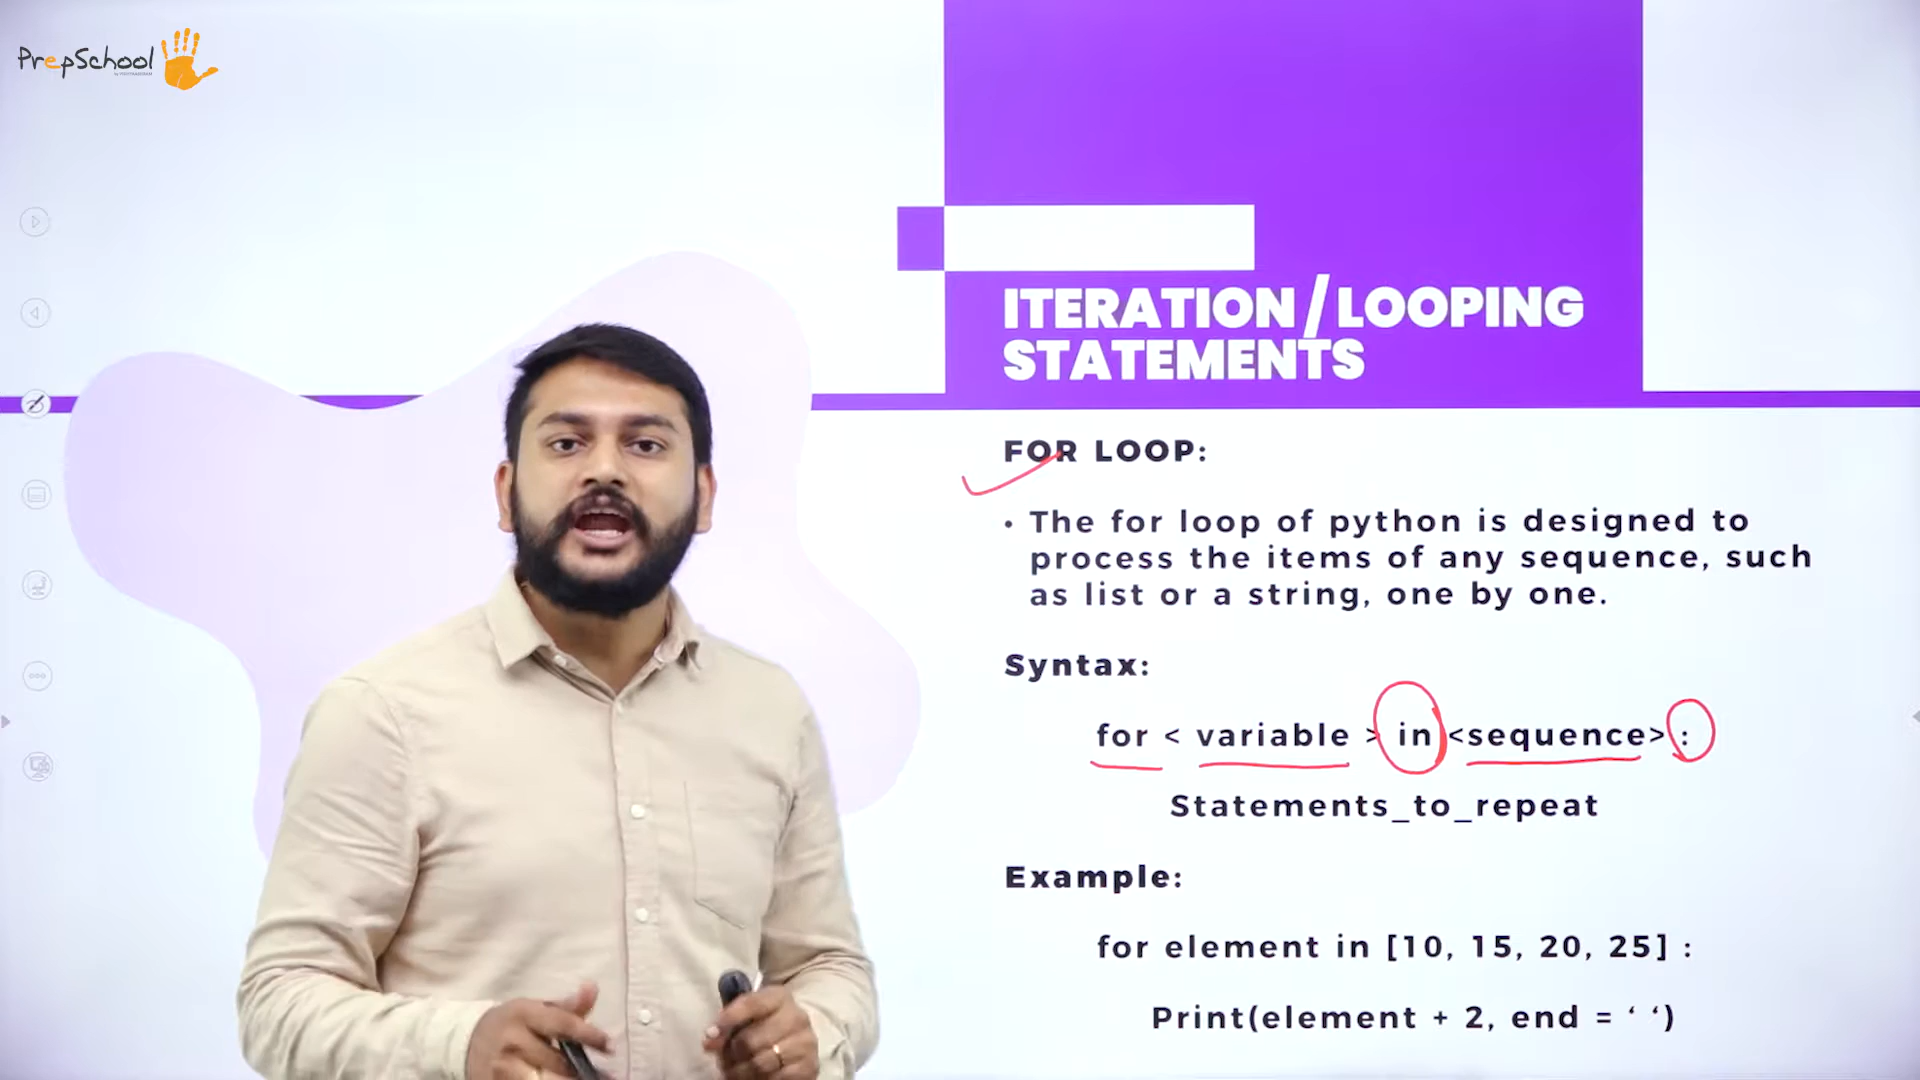 PrepSchool
ITERATION/LOOPING
STATEMENTS
FOR LOOP:
• The for loop of python is designed to
process the items of any sequence, such
as list or a string, one by one.
Syntax:
for < variable > in <sequence> :
Statements_to_repeat
Example:
for element in [10, 15, 20, 25] :
Print(element + 2, end = ‘ ‘)